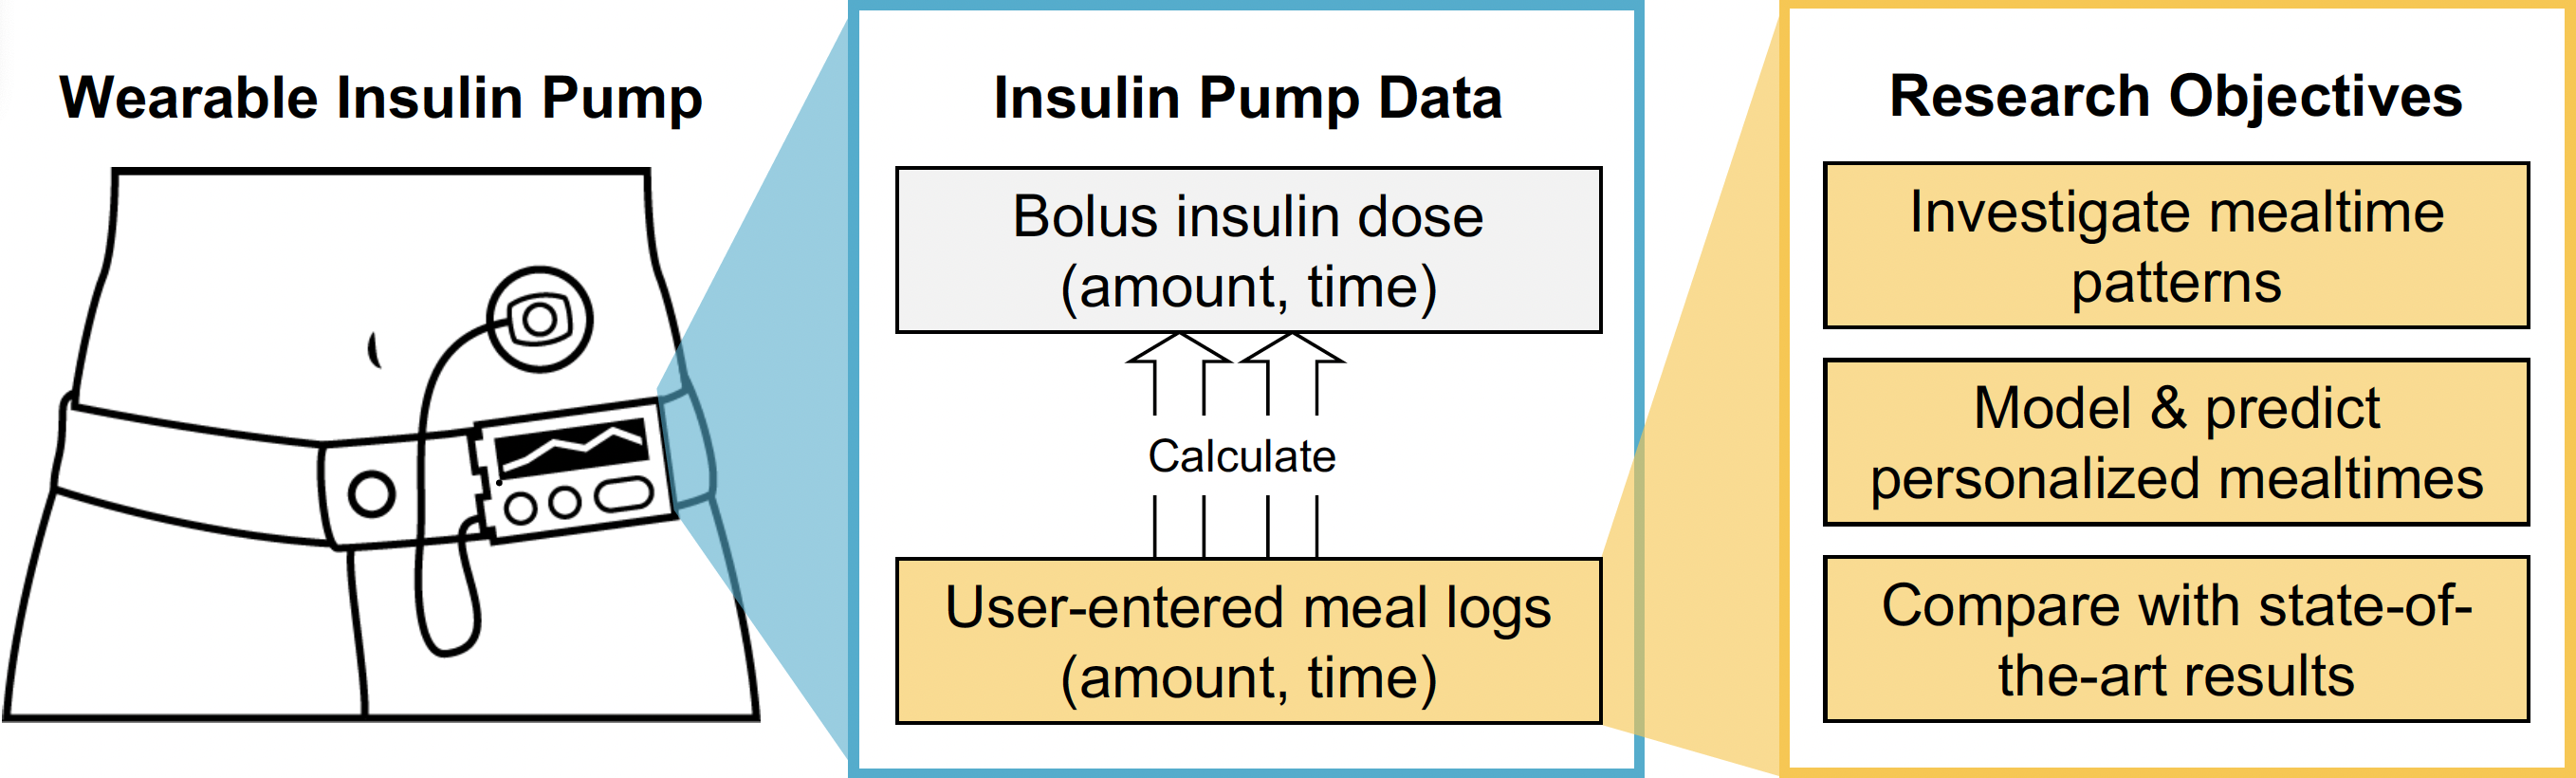 Wearable Insulin Pump
Insulin Pump Data
Bolus insulin dose
(amount, time)
Calculate
User-entered meal logs
(amount, time)
Research Objectives
Investigate mealtime
patterns
Model & predict
personalized mealtimes
Compare with state-of-
the-art results